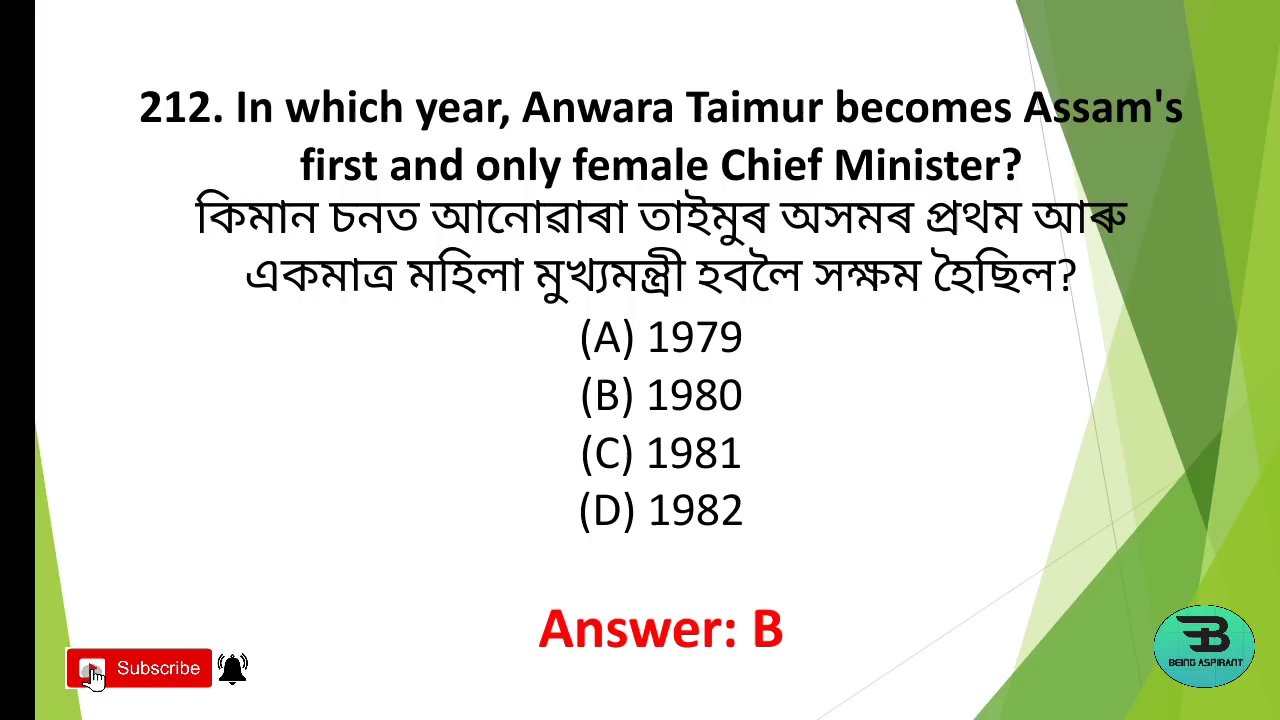 212. In which year, Anwara Taimur becomes Assam's
first and only female Chief Minister?
কিমান চনত আনোৱাৰা তাইমুৰ অসমৰ প্ৰথম আৰু
একমাত্ৰ মহিলা মুখ্যমন্ত্ৰী হবলৈ সক্ষম হৈছিল?
(A) 1979
(B) 1980
(C) 1981
(D) 1982
Answer: B
Subscribe
BEING ASPIRANT